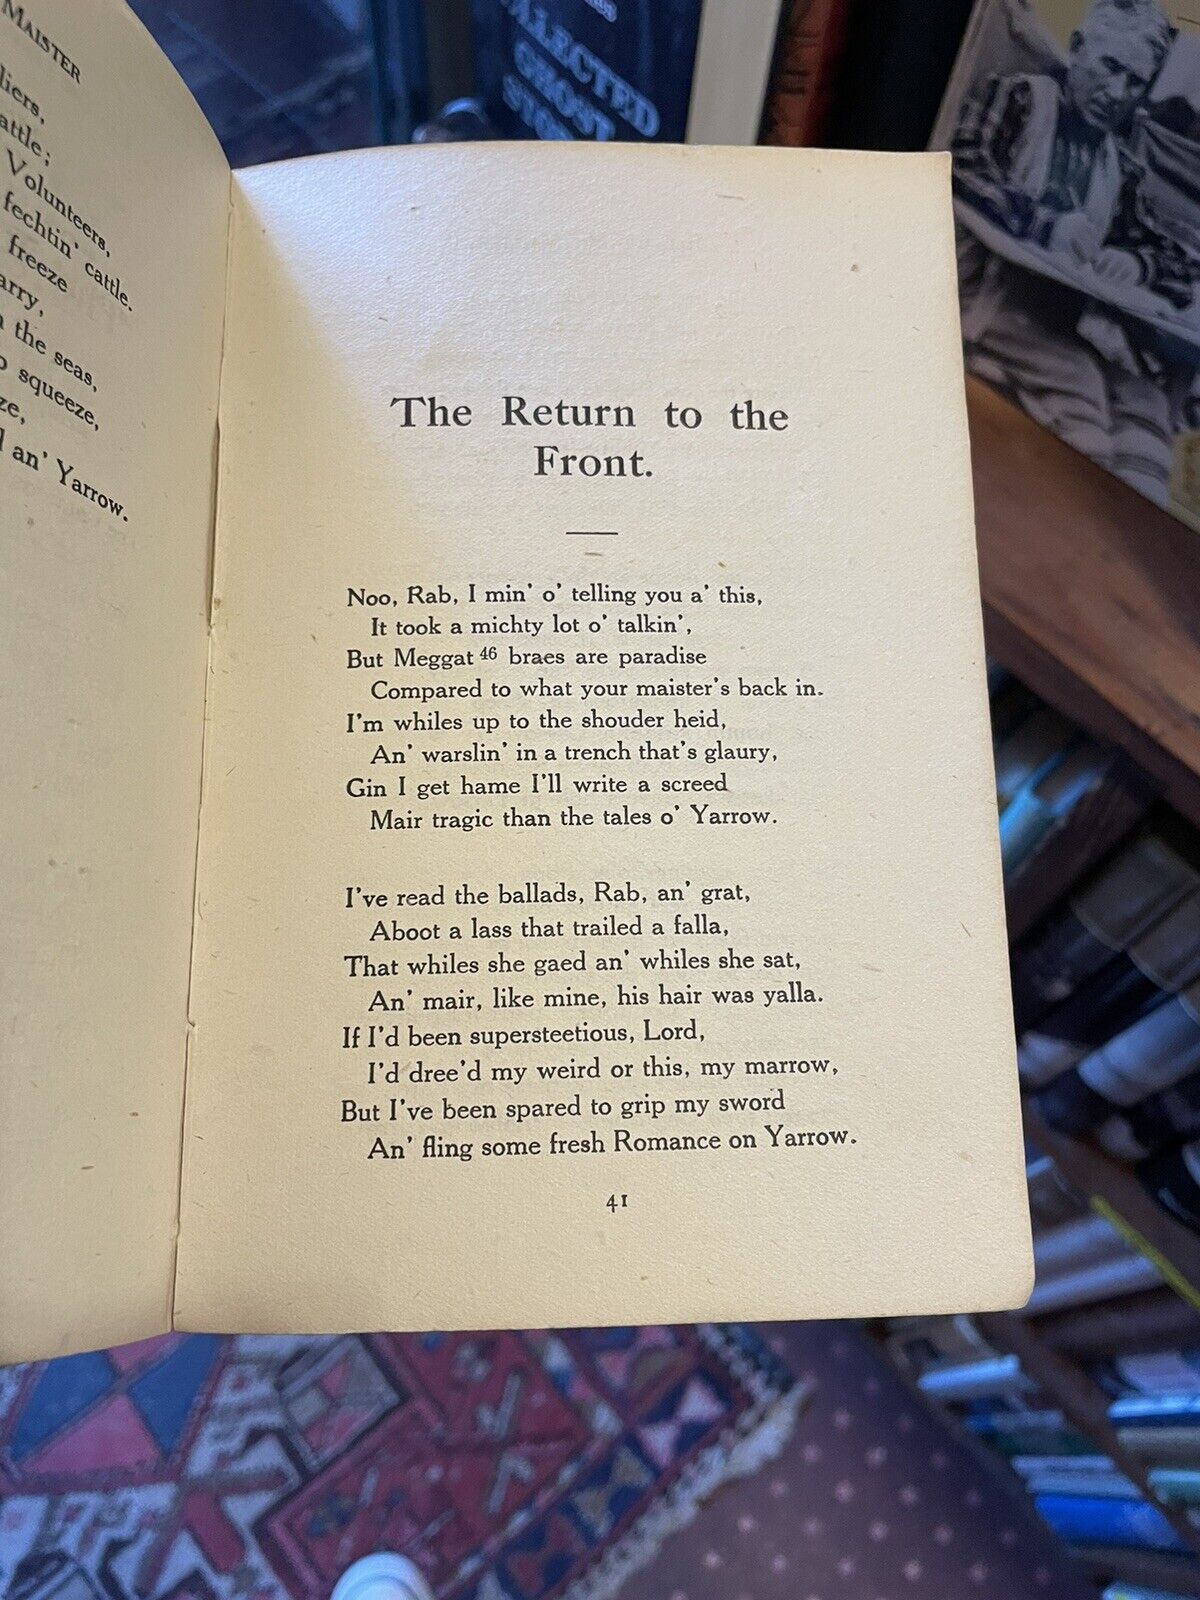 MAISTER
Volunteers,
fechtin' cattle.
freeze
the seas,
squeeze,
an' Yarrow.
GHOST
The Return to the
Front.
Noo, Rab, I min' o' telling you a' this,
It took a michty lot o' talkin',
But Meggat 46 braes are paradise
Compared to what your maister's back in.
I'm whiles up to the shouder heid,
An' warslin' in a trench that's glaury,
Gin I get hame I'll write a screed
Mair tragic than the tales o' Yarrow.
I've read the ballads, Rab, an' grat,
Aboot a lass that trailed a falla,
That whiles she gaed an' whiles she sat,
An' mair, like mine, his hair was yalla.
If I'd been supersteetious, Lord,
I'd dree'd my weird or this, my marrow,
But I've been spared to grip my sword
An' fling some fresh Romance on Yarrow.
41